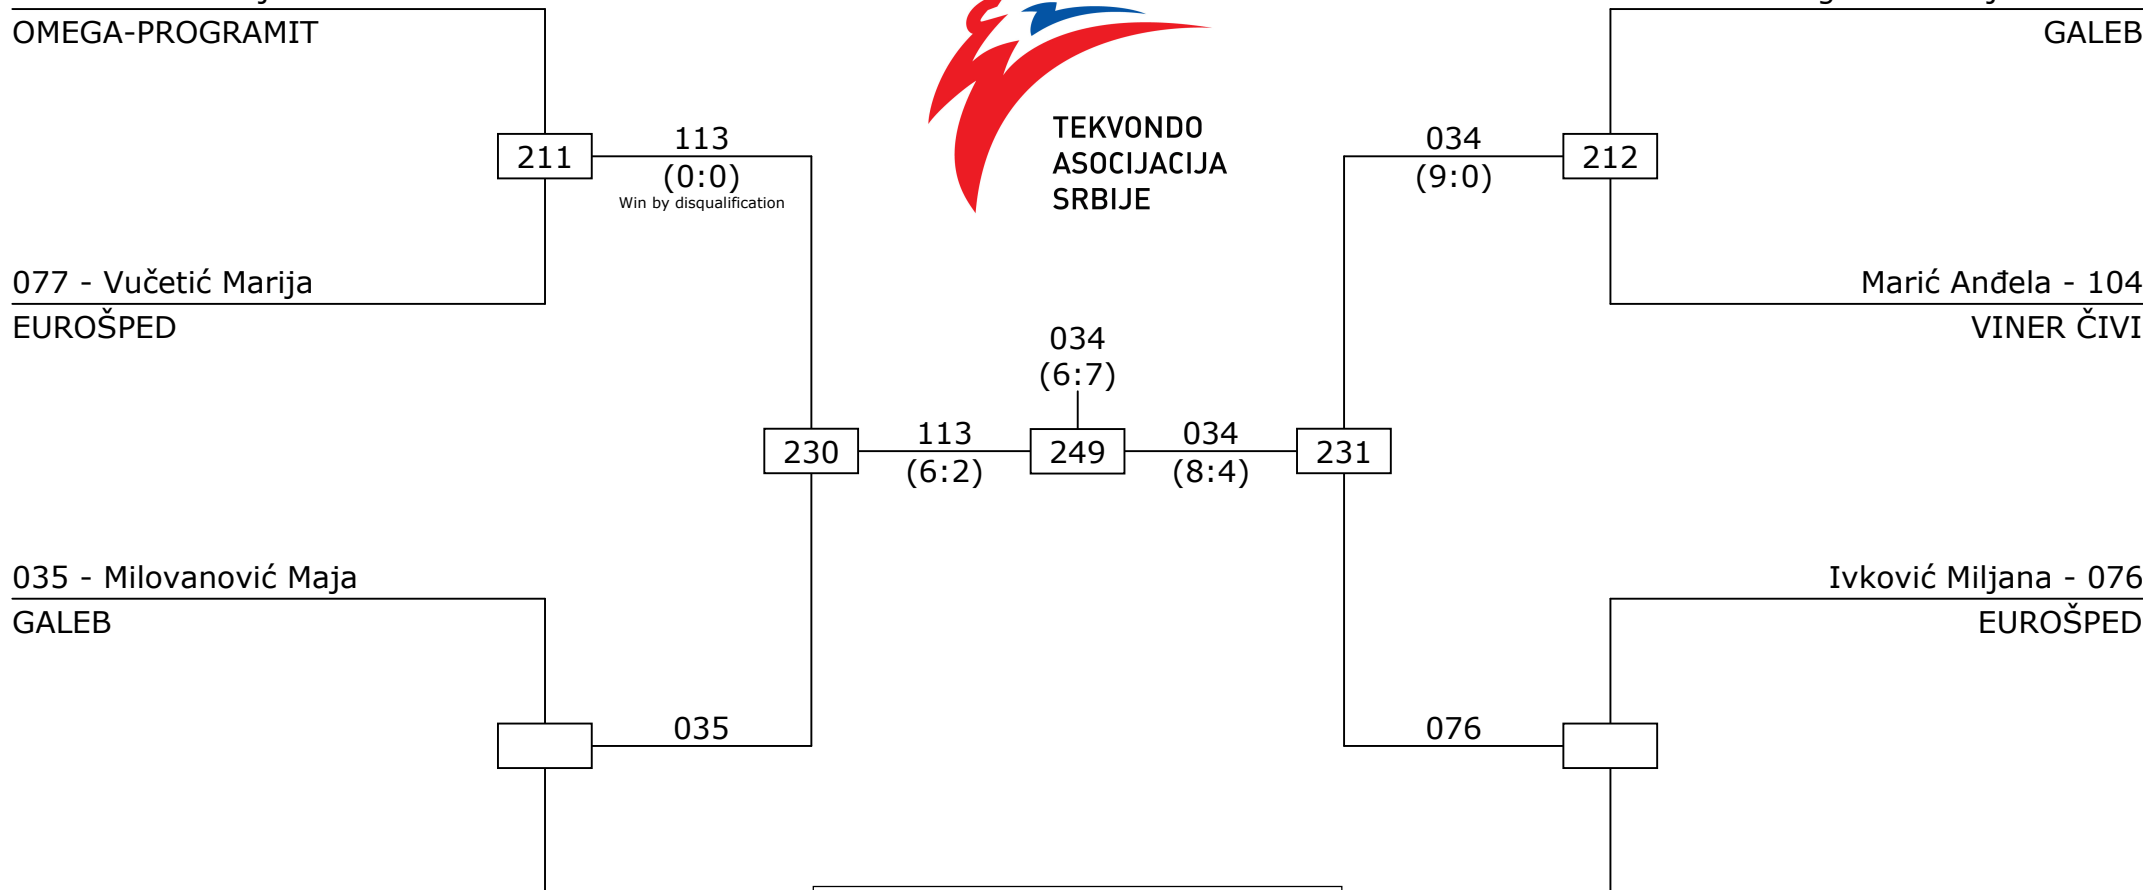 OMEGA-PROGRAMIT
GALEB
TEKVONDO
ASOCIJACIJA
SRBIJE
113
(0:0)
Win by disqualification
211
034
(9:0)
212
077 - Vučetić Marija
EUROŠPED
Marić Anđela - 104
VINER ČIVI
034
(6:7)
230
113
(6:2)
249
034
(8:4)
231
035 - Milovanović Maja
GALEB
Ivković Miljana - 076
EUROŠPED
035
076